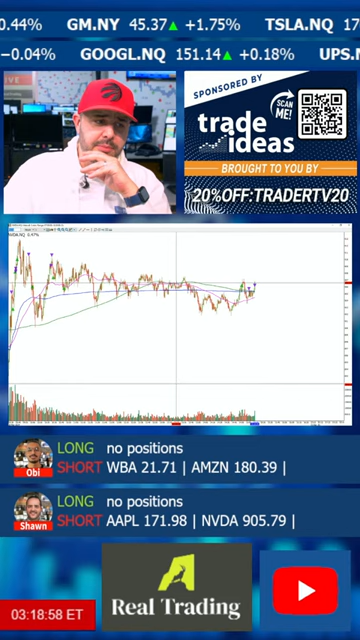 0.44% GM.NY 45.37 +1.75% TSLA.NQ 17
−0.04% GOOGL.NQ 151.14 +0.18% UPS.N
SPONSORED BY
SCAN ME!
trade ideas
BROUGHT TO YOU BY
20%OFF:TRADERTV20
LONG no positions
SHORT WBA 21.71 | AMZN 180.39 |
Obi
LONG no positions
SHORT AAPL 171.98 | NVDA 905.79 |
Shawn
03:18:58 ET
Real Trading